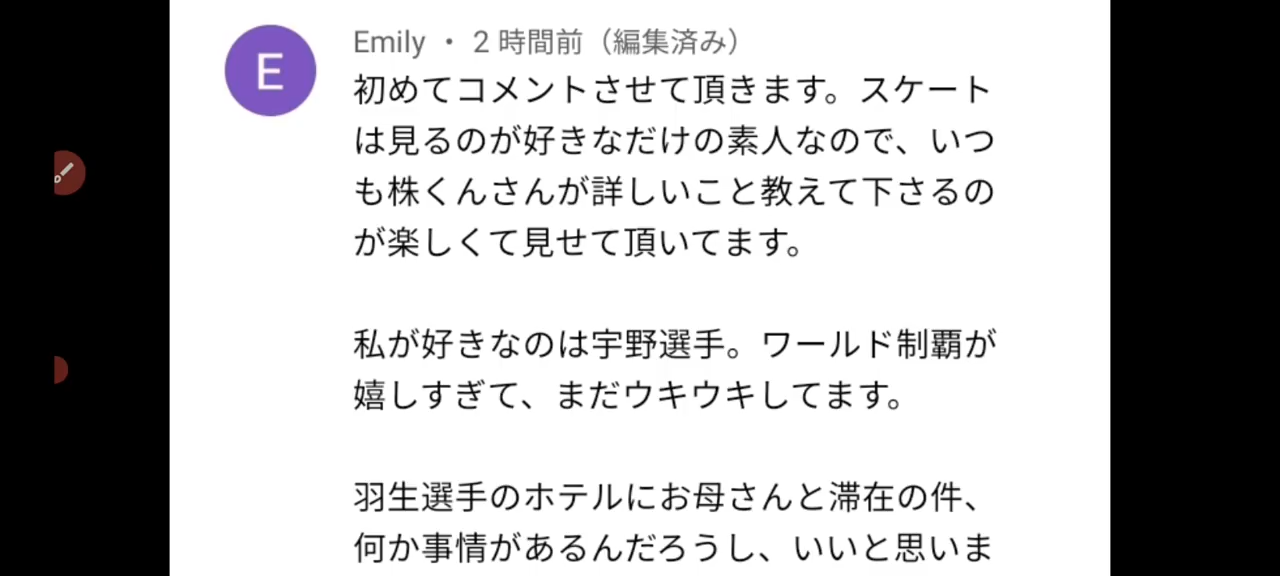 E
Emily ・ 2 時間前（編集済み）
初めてコメントさせて頂きます。スケート
は見るのが好きなだけの素人なので、いつ
も株くんさんが詳しいこと教えて下さるの
が楽しくて見せて頂いてます。
私が好きなのは宇野選手。ワールド制覇が
嬉しすぎて、まだウキウキしてます。
羽生選手のホテルにお母さんと滞在の件、
何か事情があるんだろうし、いいと思いま